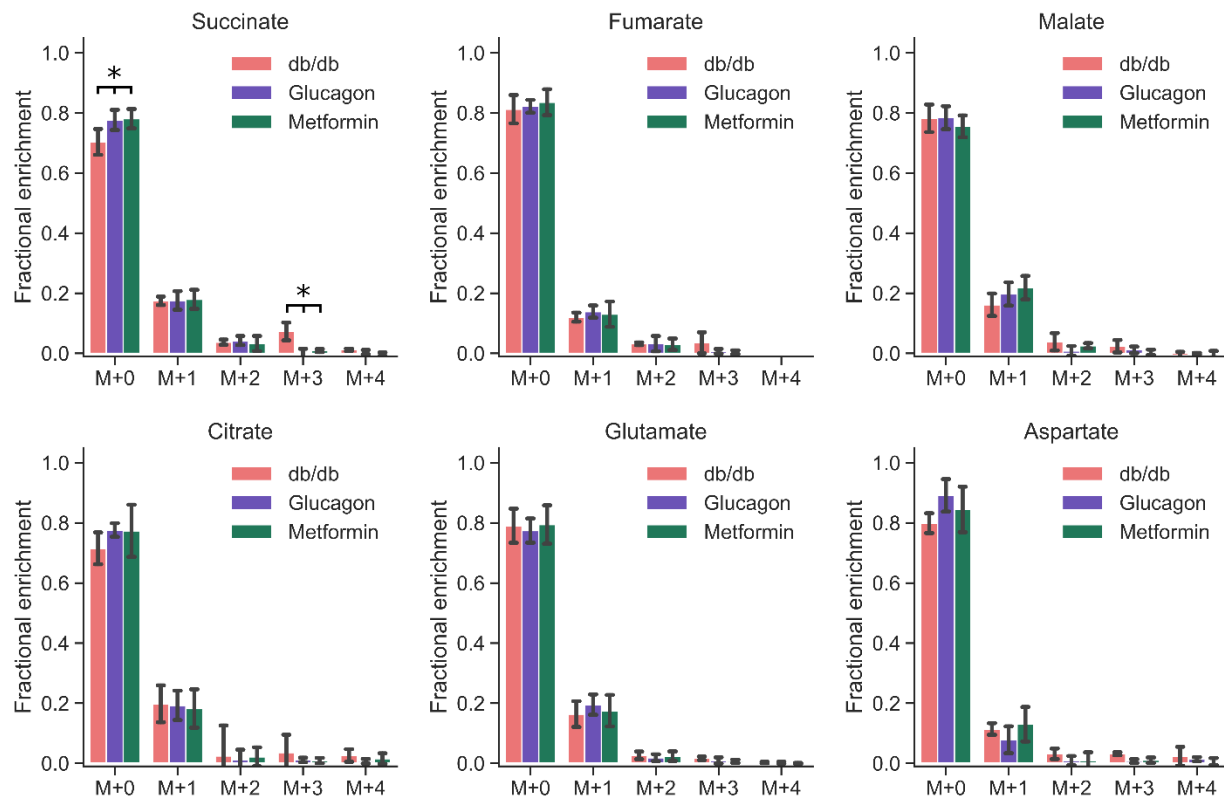 Succinate
Fractional enrichment
1.0
0.8
0.6
0.4
0.2
0.0
*
*
db/db
Glucagon
Metformin
M+0 M+1 M+2 M+3 M+4
Fumarate
Fractional enrichment
1.0
0.8
0.6
0.4
0.2
0.0
db/db
Glucagon
Metformin
M+0 M+1 M+2 M+3 M+4
Malate
Fractional enrichment
1.0
0.8
0.6
0.4
0.2
0.0
db/db
Glucagon
Metformin
M+0 M+1 M+2 M+3 M+4
Citrate
Fractional enrichment
1.0
0.8
0.6
0.4
0.2
0.0
db/db
Glucagon
Metformin
M+0 M+1 M+2 M+3 M+4
Glutamate
Fractional enrichment
1.0
0.8
0.6
0.4
0.2
0.0
db/db
Glucagon
Metformin
M+0 M+1 M+2 M+3 M+4
Aspartate
Fractional enrichment
1.0
0.8
0.6
0.4
0.2
0.0
db/db
Glucagon
Metformin
M+0 M+1 M+2 M+3 M+4